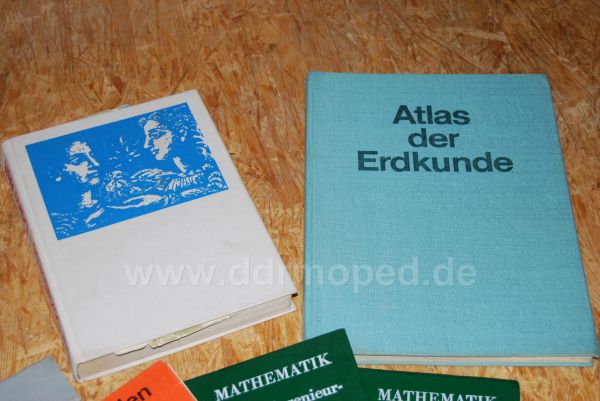 Atlas
der
Erdkunde
www.ddrmoped.de
MATHEMATIK
MATHEMATIK